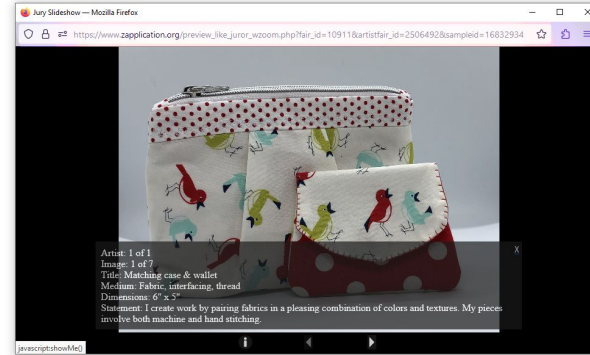 Jury Slideshow — Mozilla Firefox
https://www.zapplication.org/preview_like_juror_wzoom.php?fair_id=10911&artistfair_id=2506492&sampleid=16832934
Artist: 1 of 1
X
Image: 1 of 7
Title: Matching case & wallet
Medium: Fabric, interfacing, thread
Dimensions: 6" x 5"
Statement: I create work by pairing fabrics in a pleasing combination of colors and textures. My pieces
involve both machine and hand stitching.
i
javascript:showMe()